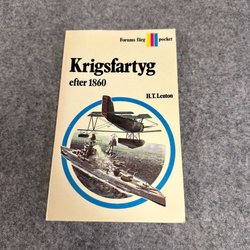 Forums färg pocket
Krigsfartyg
efter 1860
H.T. Lenton